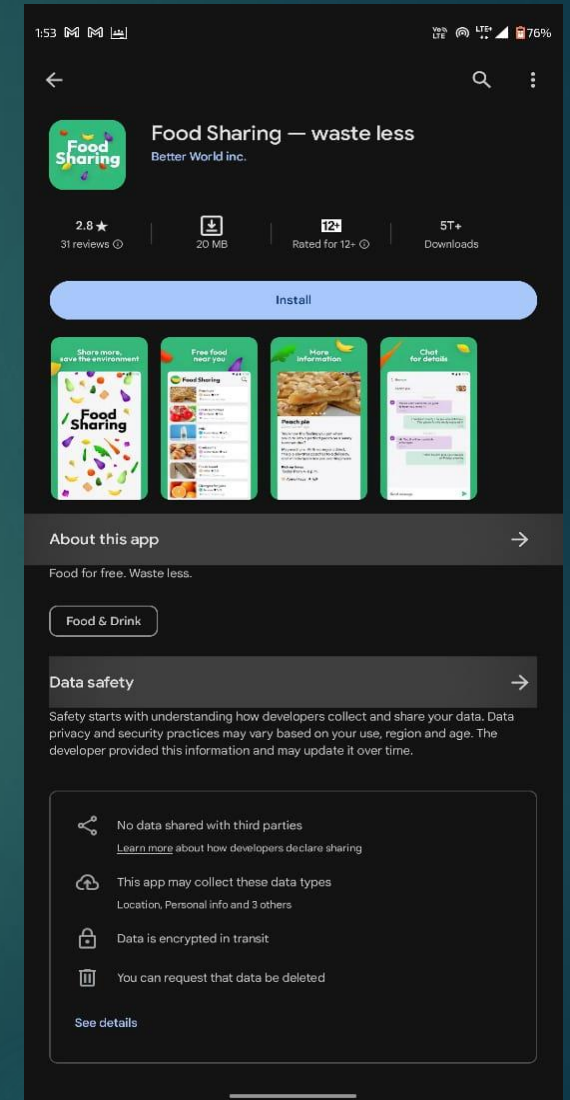 1:53
Vo))
LTE
LTE+
76%
Food
Sharing
Food Sharing — waste less
Better World inc.
2.8★
31 reviews
20 MB
12+
Rated for 12+
5T+
Downloads
Install
Share more,
save the environment
Food
Sharing
Free food
near you
Food Sharing
More
information
Peach pie
Chat
for details
About this app
Food for free. Waste less.
Food & Drink
Data safety
Safety starts with understanding how developers collect and share your data. Data
privacy and security practices may vary based on your use, region and age. The
developer provided this information and may update it over time.
No data shared with third parties
Learn more about how developers declare sharing
This app may collect these data types
Location, Personal info and 3 others
Data is encrypted in transit
You can request that data be deleted
See details